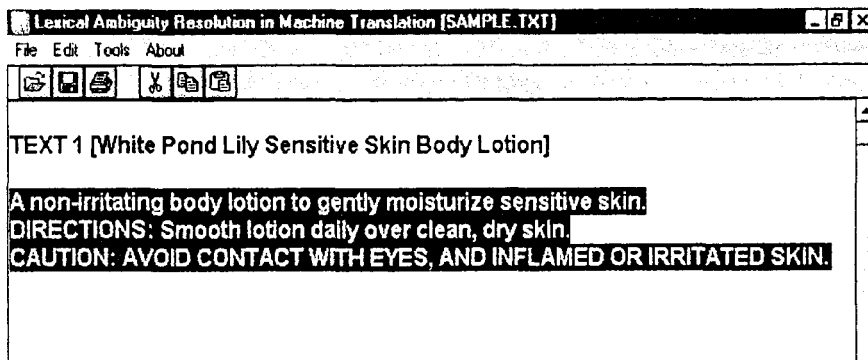 Lexical Ambiguity Resolution in Machine Translation [SAMPLE.TXT]
File Edit Tools About
TEXT 1 [White Pond Lily Sensitive Skin Body Lotion]
A non-irritating body lotion to gently moisturize sensitive skin.
DIRECTIONS: Smooth lotion daily over clean, dry skin.
CAUTION: AVOID CONTACT WITH EYES, AND INFLAMED OR IRRITATED SKIN.